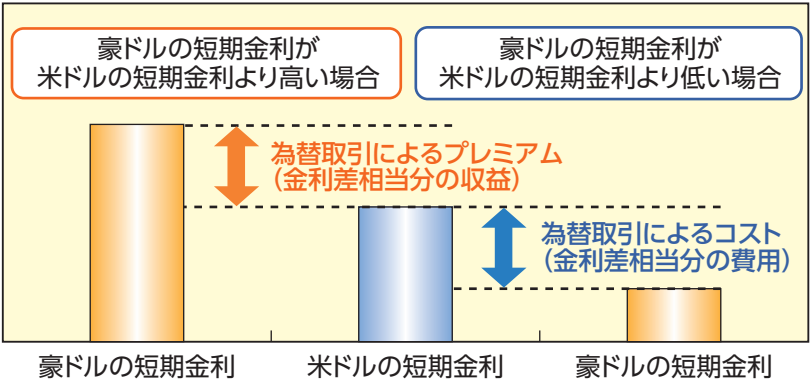 豪ドルの短期金利が
米ドルの短期金利より高い場合
豪ドルの短期金利が
米ドルの短期金利より低い場合
為替取引によるプレミアム
（金利差相当分の収益）
為替取引によるコスト
（金利差相当分の費用）
豪ドルの短期金利
米ドルの短期金利
豪ドルの短期金利